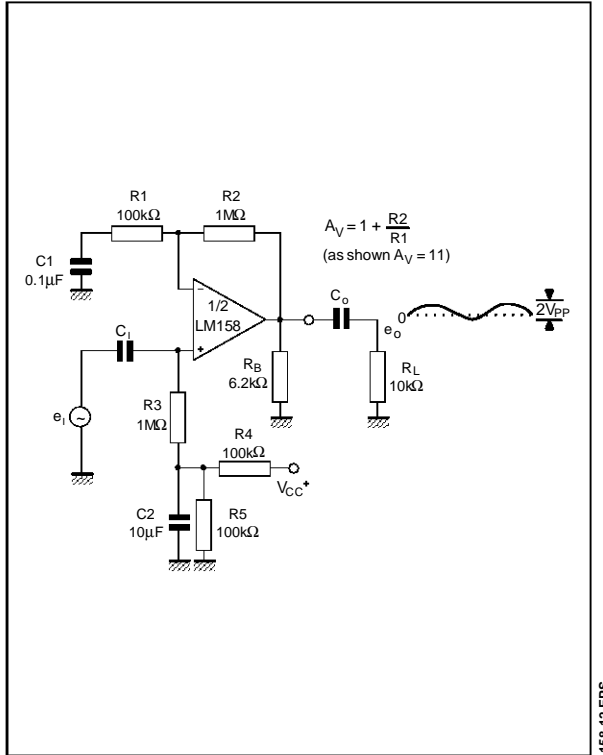 R1
100kΩ
R2
1MΩ
A_V = 1 + R2/R1
(as shown A_V = 11)
C1
0.1μF
1/2
LM158
C_I
C_o
0
e_o
2V_PP
R_B
6.2kΩ
R_L
10kΩ
e_I
~
R3
1MΩ
R4
100kΩ
V_CC+
C2
10μF
R5
100kΩ